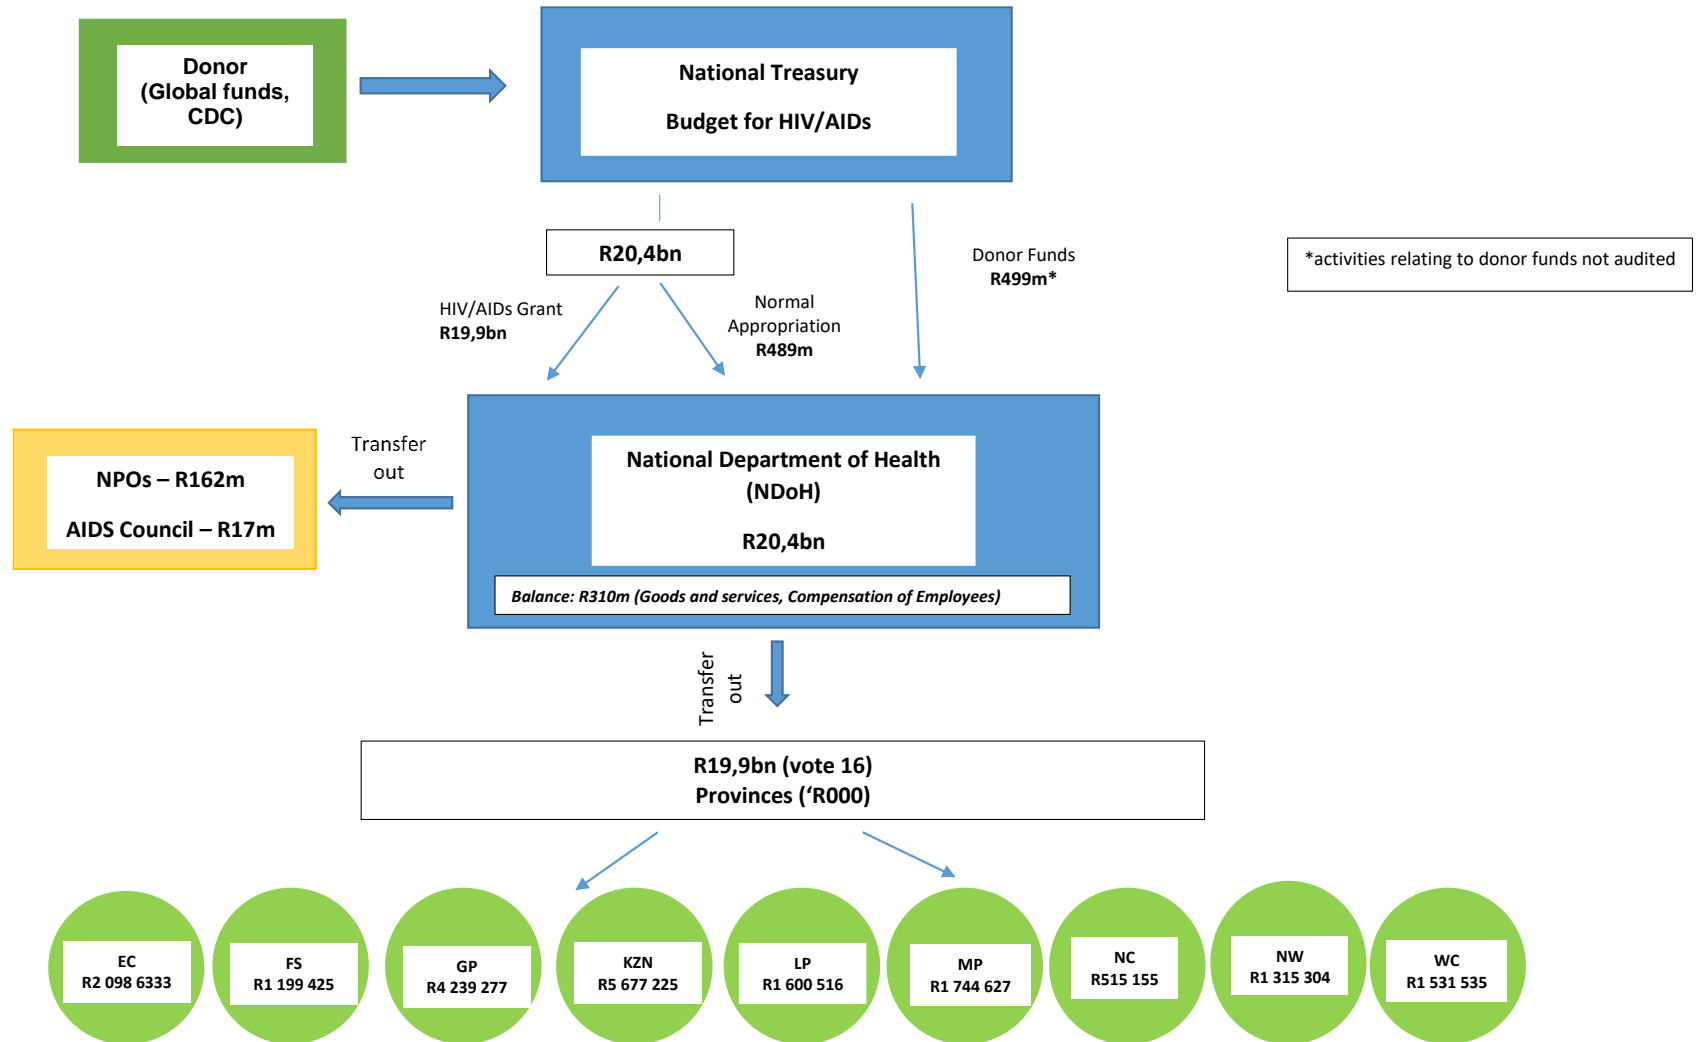 Donor
(Global funds,
CDC)
National Treasury
Budget for HIV/AIDs
R20,4bn
Donor Funds
R499m*
*activities relating to donor funds not audited
HIV/AIDs Grant
R19,9bn
Normal
Appropriation
R489m
Transfer
out
NPOs – R162m
AIDS Council – R17m
National Department of Health
(NDoH)
R20,4bn
Balance: R310m (Goods and services, Compensation of Employees)
Transfer
out
R19,9bn (vote 16)
Provinces (‘R000)
EC
R2 098 6333
FS
R1 199 425
GP
R4 239 277
KZN
R5 677 225
LP
R1 600 516
MP
R1 744 627
NC
R515 155
NW
R1 315 304
WC
R1 531 535